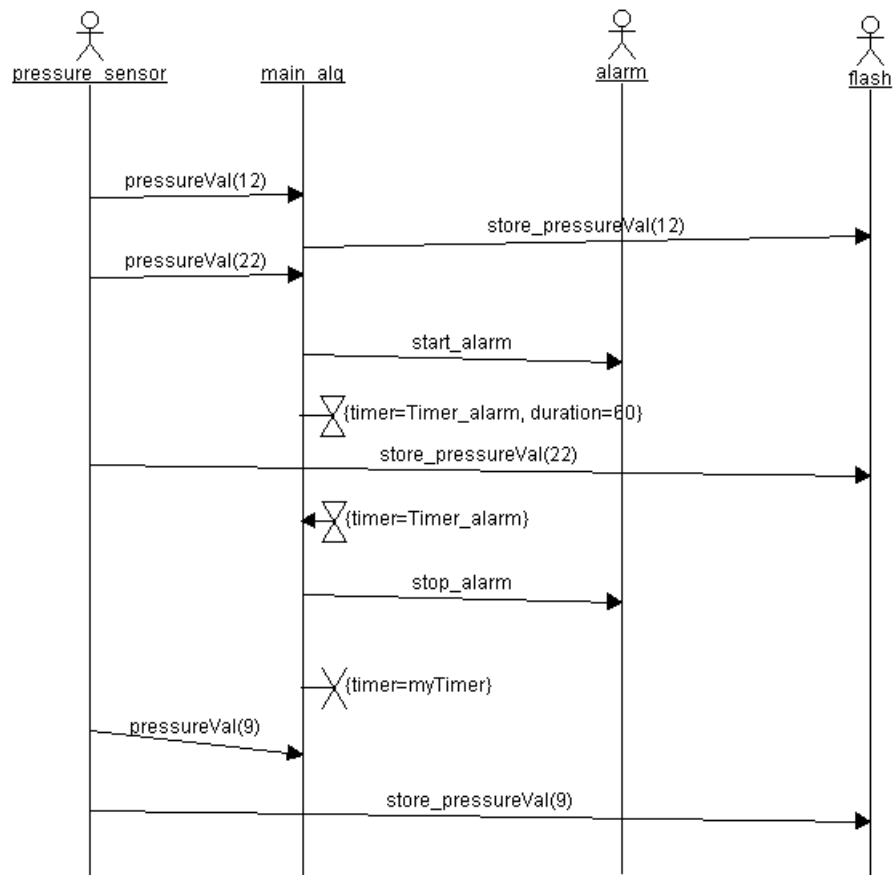 pressure_sensor
main_alg
alarm
flash
pressureVal(12)
store_pressureVal(12)
pressureVal(22)
start_alarm
{timer=Timer_alarm, duration=60}
store_pressureVal(22)
{timer=Timer_alarm}
stop_alarm
{timer=myTimer}
pressureVal(9)
store_pressureVal(9)